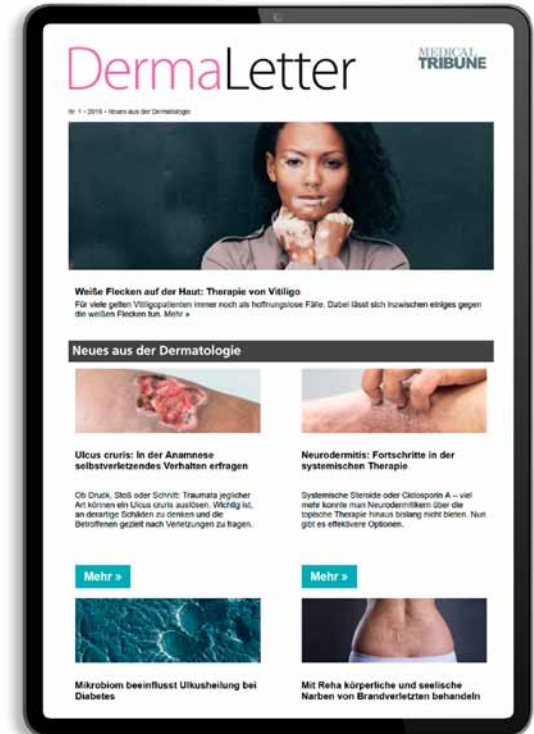 DermaLetter
MEDICAL
TRIBUNE
Nr. 1 • 2019 • Neues aus der Dermatologie
Weiße Flecken auf der Haut: Therapie von Vitiligo
Für viele gelten Vitiligopatienten immer noch als hoffnungslose Fälle. Dabei lässt sich inzwischen einiges gegen
die weißen Flecken tun. Mehr »
Neues aus der Dermatologie
Ulcus cruris: In der Anamnese
selbstverletzendes Verhalten erfragen
Ob Druck, Stoß oder Schnitt: Traumata jeglicher
Art können ein Ulcus cruris auslösen. Wichtig ist,
an derartige Schäden zu denken und die
Betroffenen gezielt nach Verletzungen zu fragen.
Mehr »
Neurodermitis: Fortschritte in der
systemischen Therapie
Systemische Steroide oder Ciclosporin A – viel
mehr konnte man Neurodermitikern über die
topische Therapie hinaus bislang nicht bieten. Nun
gibt es effektivere Optionen.
Mehr »
Mikrobiom beeinflusst Ulkusheilung bei
Diabetes
Mit Reha körperliche und seelische
Narben von Brandverletzten behandeln